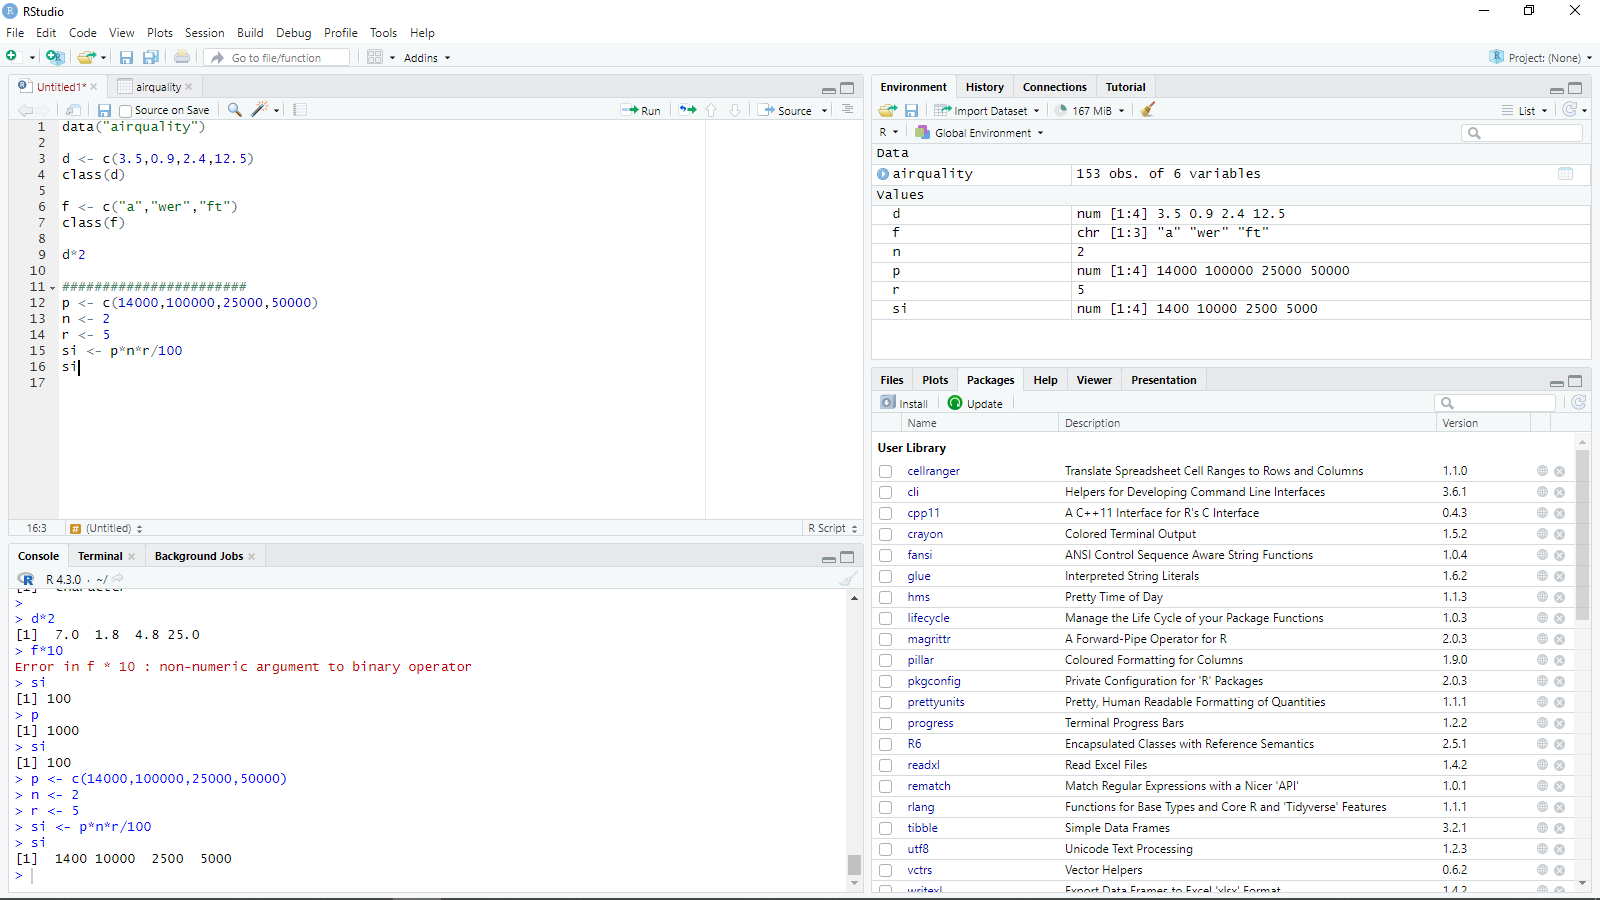 RStudio
File Edit Code View Plots Session Build Debug Profile Tools Help
Go to file/function Addins Project: (None)
Untitled1* airquality
Source on Save Run Source
1 data("airquality")
2
3 d <- c(3.5,0.9,2.4,12.5)
4 class(d)
5
6 f <- c("a","wer","ft")
7 class(f)
8
9 d*2
10
11 #######################
12 p <- c(14000,100000,25000,50000)
13 n <- 2
14 r <- 5
15 si <- p*n*r/100
16 si
17
16:3 # (Untitled) R Script
Console Terminal Background Jobs
R 4.3.0 · ~/
>
> d*2
[1]  7.0  1.8  4.8 25.0
> f*10
Error in f * 10 : non-numeric argument to binary operator
> si
[1] 100
> p
[1] 1000
> si
[1] 100
> p <- c(14000,100000,25000,50000)
> n <- 2
> r <- 5
> si <- p*n*r/100
> si
[1]  1400 10000  2500  5000
>
Environment History Connections Tutorial
Import Dataset 167 MiB List
R Global Environment
Data
airquality 153 obs. of 6 variables
Values
d num [1:4] 3.5 0.9 2.4 12.5
f chr [1:3] "a" "wer" "ft"
n 2
p num [1:4] 14000 100000 25000 50000
r 5
si num [1:4] 1400 10000 2500 5000
Files Plots Packages Help Viewer Presentation
Install Update
Name Description Version
User Library
cellranger Translate Spreadsheet Cell Ranges to Rows and Columns 1.1.0
cli Helpers for Developing Command Line Interfaces 3.6.1
cpp11 A C++11 Interface for R's C Interface 0.4.3
crayon Colored Terminal Output 1.5.2
fansi ANSI Control Sequence Aware String Functions 1.0.4
glue Interpreted String Literals 1.6.2
hms Pretty Time of Day 1.1.3
lifecycle Manage the Life Cycle of your Package Functions 1.0.3
magrittr A Forward-Pipe Operator for R 2.0.3
pillar Coloured Formatting for Columns 1.9.0
pkgconfig Private Configuration for 'R' Packages 2.0.3
prettyunits Pretty, Human Readable Formatting of Quantities 1.1.1
progress Terminal Progress Bars 1.2.2
R6 Encapsulated Classes with Reference Semantics 2.5.1
readxl Read Excel Files 1.4.2
rematch Match Regular Expressions with a Nicer 'API' 1.0.1
rlang Functions for Base Types and Core R and 'Tidyverse' Features 1.1.1
tibble Simple Data Frames 3.2.1
utf8 Unicode Text Processing 1.2.3
vctrs Vector Helpers 0.6.2
writexl Export Data Frames to Excel 'xlsx' Format 1.4.2